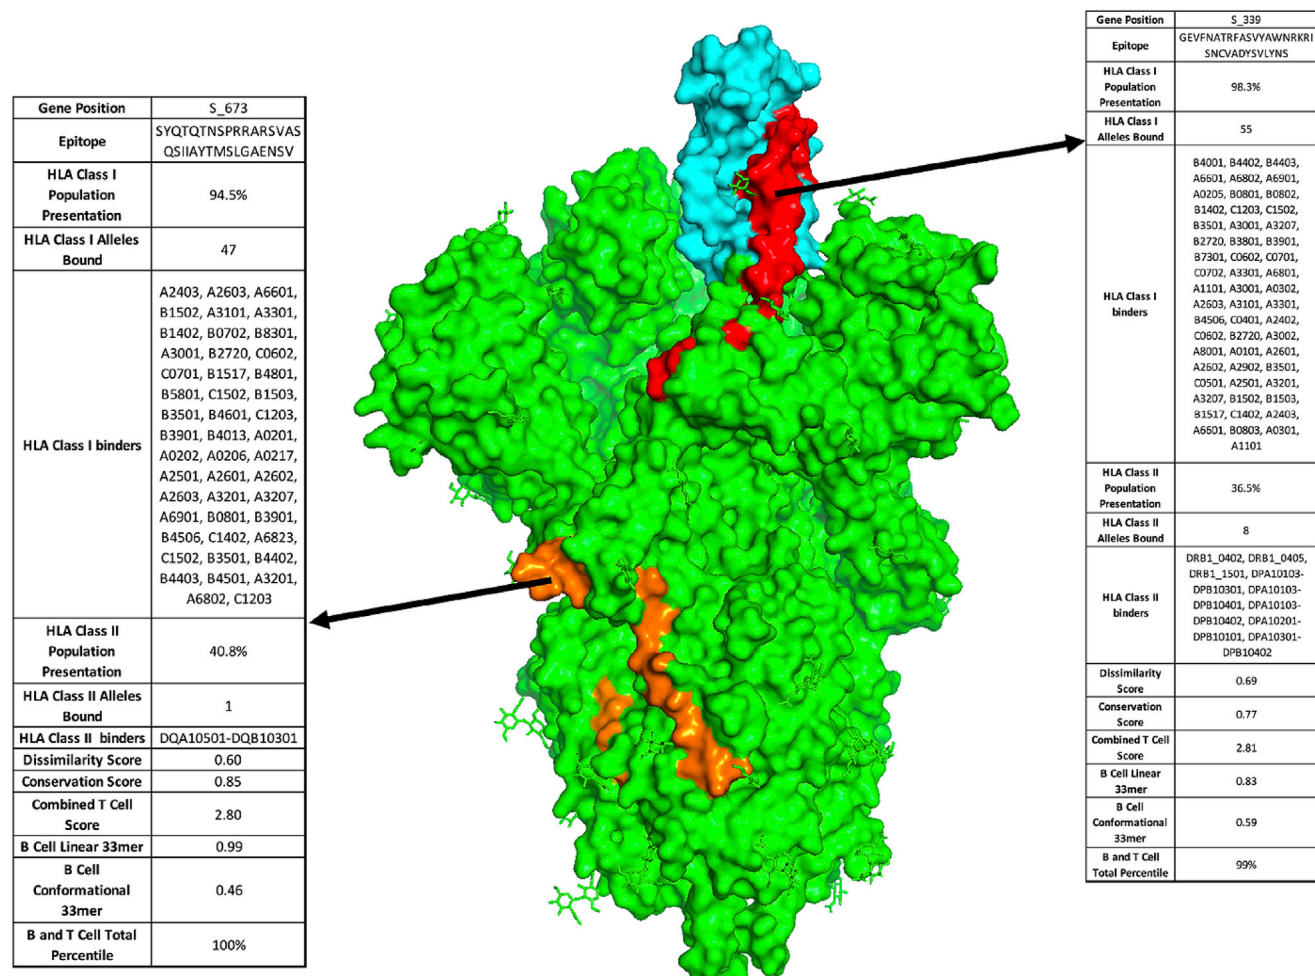 Gene Position S_673
Epitope
SYQTQTNSPRRARSVAS
QSIIAYTMSLGAENSV
HLA Class I
Population
Presentation
94.5%
HLA Class I Alleles
Bound
47
HLA Class I binders
A2403, A2603, A6601,
B1502, A3101, A3301,
B1402, B0702, B8301,
A3001, B2720, C0602,
C0701, B1517, B4801,
B5801, C1502, B1503,
B3501, B4601, C1203,
B3901, B4013, A0201,
A0202, A0206, A0217,
A2501, A2601, A2602,
A2603, A3201, A3207,
A6901, B0801, B3901,
B4506, C1402, A6823,
C1502, B3501, B4402,
B4403, B4501, A3201,
A6802, C1203
HLA Class II
Population
Presentation
40.8%
HLA Class II Alleles
Bound
1
HLA Class II binders DQA10501-DQB10301
Dissimilarity Score 0.60
Conservation Score 0.85
Combined T Cell
Score
2.80
B Cell Linear 33mer 0.99
B Cell
Conformational
33mer
0.46
B and T Cell Total
Percentile
100%
Gene Position S_339
Epitope
GEVFNATRFASVYAWNRKRI
SNCVADYSVLYNS
HLA Class I
Population
Presentation
98.3%
HLA Class I
Alleles Bound
55
HLA Class I
binders
B4001, B4402, B4403,
A6601, A6802, A6901,
A0205, B0801, B0802,
B1402, C1203, C1502,
B3501, A3001, A3207,
B2720, B3801, B3901,
B7301, C0602, C0701,
C0702, A3301, A6801,
A1101, A3001, A0302,
A2603, A3101, A3301,
B4506, C0401, A2402,
C0602, B2720, A3002,
A8001, A0101, A2601,
A2602, A2902, B3501,
C0501, A2501, A3201,
A3207, B1502, B1503,
B1517, C1402, A2403,
A6601, B0803, A0301,
A1101
HLA Class II
Population
Presentation
36.5%
HLA Class II
Alleles Bound
8
HLA Class II
binders
DRB1_0402, DRB1_0405,
DRB1_1501, DPA10103-
DPB10301, DPA10103-
DPB10401, DPA10103-
DPB10402, DPA10201-
DPB10101, DPA10301-
DPB10402
Dissimilarity
Score
0.69
Conservation
Score
0.77
Combined T Cell
Score
2.81
B Cell Linear
33mer
0.83
B Cell
Conformational
33mer
0.59
B and T Cell
Total Percentile
99%